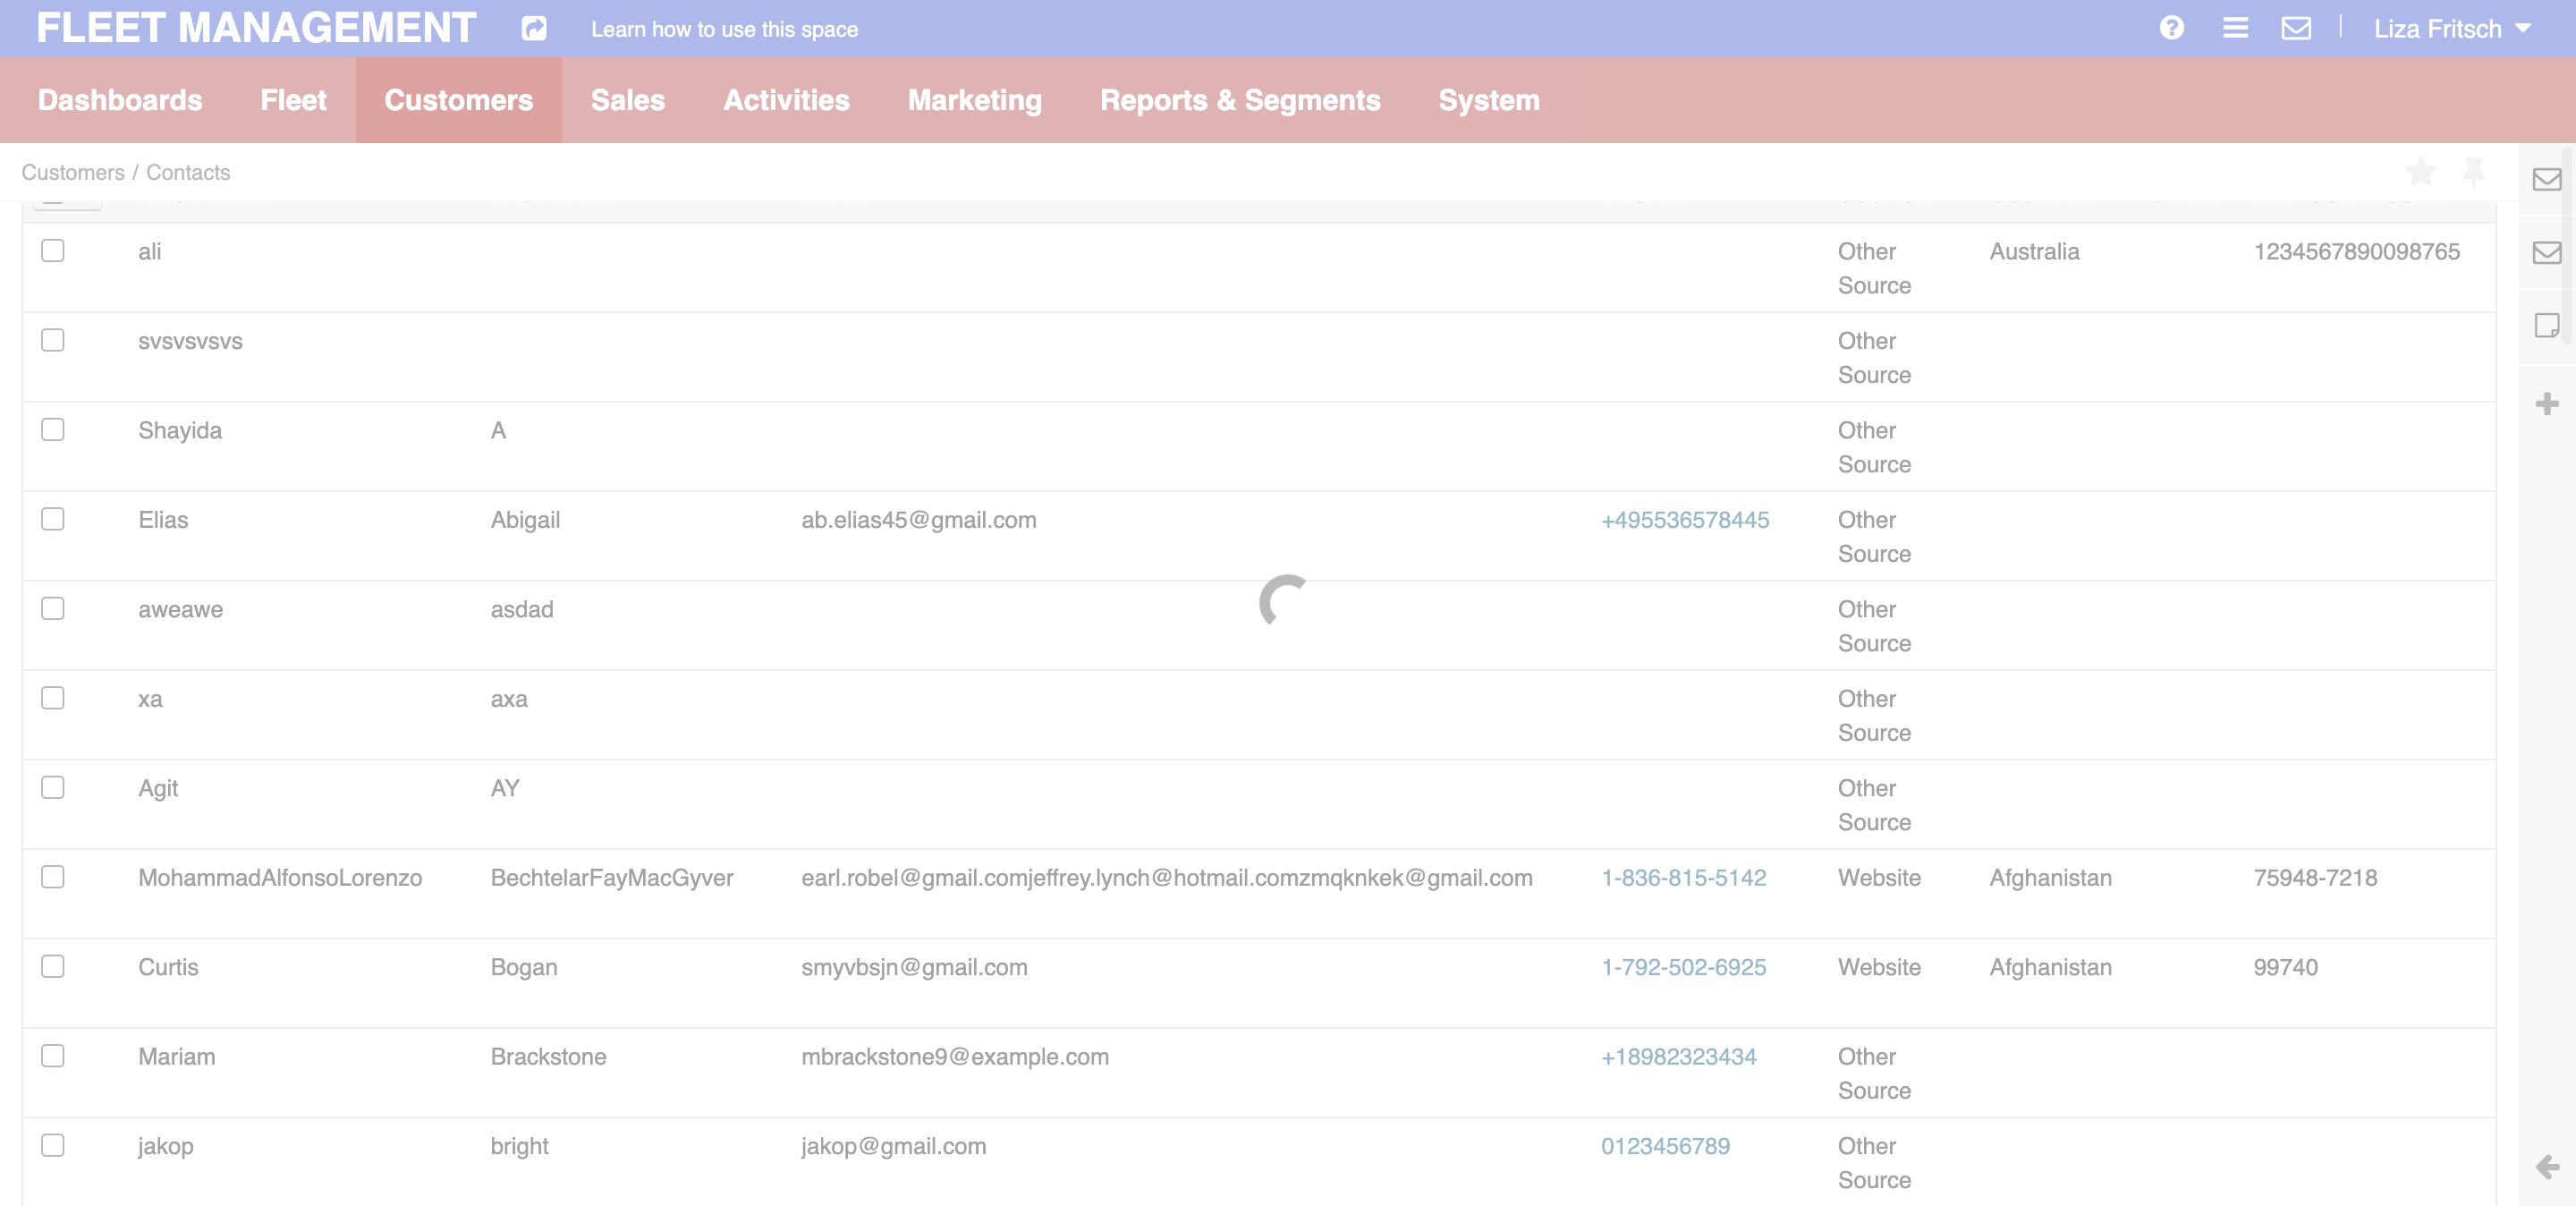 FLEET MANAGEMENT Learn how to use this space Liza Fritsch
Dashboards Fleet Customers Sales Activities Marketing Reports & Segments System
Customers / Contacts
ali Other Source Australia 1234567890098765
svsvsvsvs Other Source
Shayida A Other Source
Elias Abigail ab.elias45@gmail.com +495536578445 Other Source
aweawe asdad Other Source
xa axa Other Source
Agit AY Other Source
MohammadAlfonsoLorenzo BechtelarFayMacGyver earl.robel@gmail.comjeffrey.lynch@hotmail.comzmqknkek@gmail.com 1-836-815-5142 Website Afghanistan 75948-7218
Curtis Bogan smyvbsjn@gmail.com 1-792-502-6925 Website Afghanistan 99740
Mariam Brackstone mbrackstone9@example.com +18982323434 Other Source
jakop bright jakop@gmail.com 0123456789 Other Source